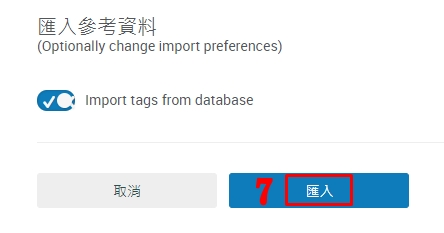 匯入參考資料
(Optionally change import preferences)
Import tags from database
取消
7 匯入